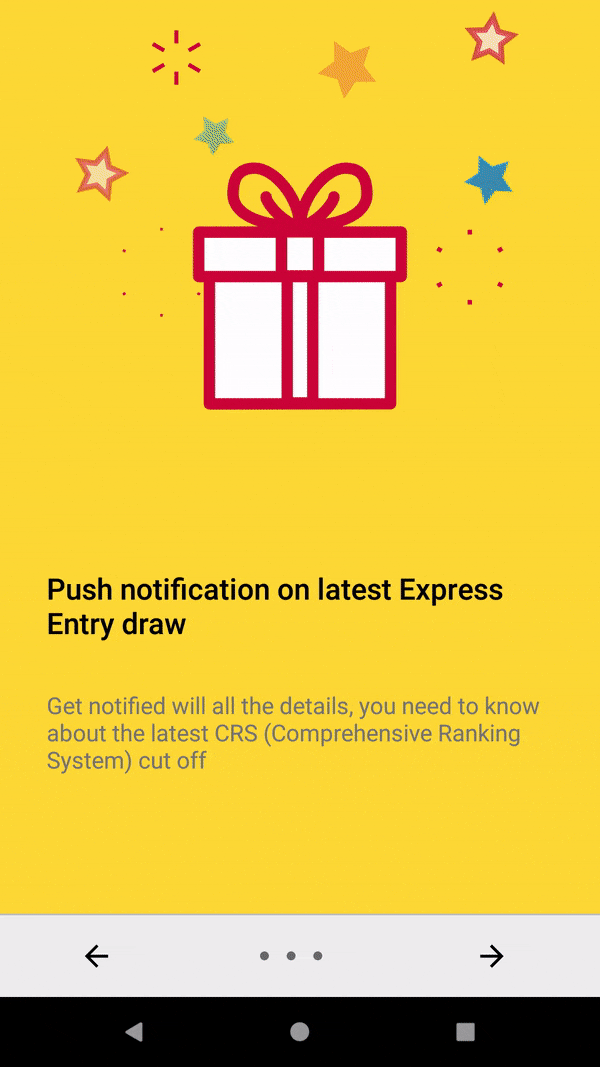 Push notification on latest Express
Entry draw
Get notified will all the details, you need to know
about the latest CRS (Comprehensive Ranking
System) cut off